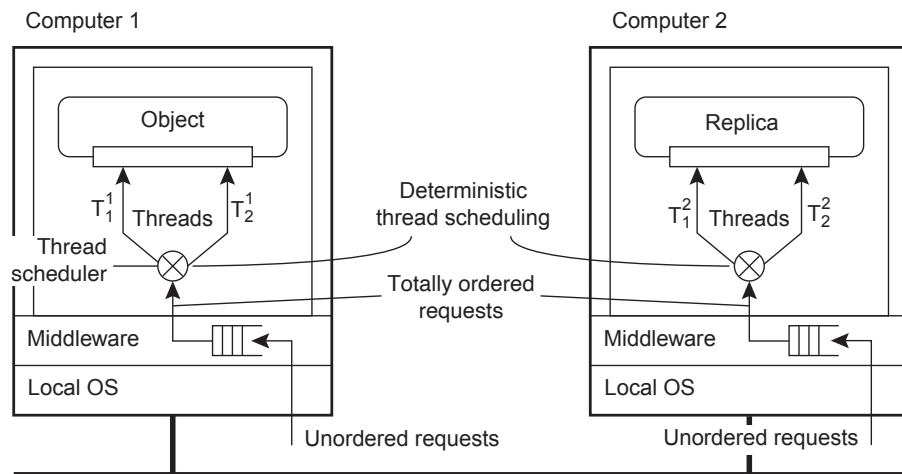 Computer 1
Computer 2
Object
Replica
T₁¹
Threads
T₂¹
Deterministic
thread scheduling
T₁²
Threads
T₂²
Thread
scheduler
Totally ordered
requests
Middleware
Middleware
Local OS
Local OS
Unordered requests
Unordered requests